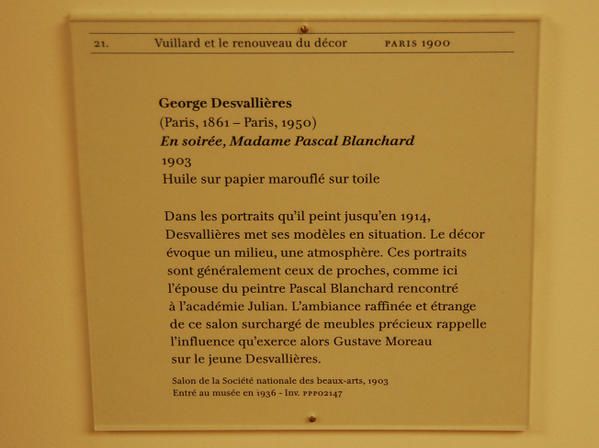 21. Vuillard et le renouveau du décor PARIS 1900
George Desvallières
(Paris, 1861 – Paris, 1950)
En soirée, Madame Pascal Blanchard
1903
Huile sur papier marouflé sur toile
Dans les portraits qu'il peint jusqu'en 1914,
Desvallières met ses modèles en situation. Le décor
évoque un milieu, une atmosphère. Ces portraits
sont généralement ceux de proches, comme ici
l'épouse du peintre Pascal Blanchard rencontré
à l'académie Julian. L'ambiance raffinée et étrange
de ce salon surchargé de meubles précieux rappelle
l'influence qu'exerce alors Gustave Moreau
sur le jeune Desvallières.
Salon de la Société nationale des beaux-arts, 1903
Entré au musée en 1936 - Inv. PPP02147